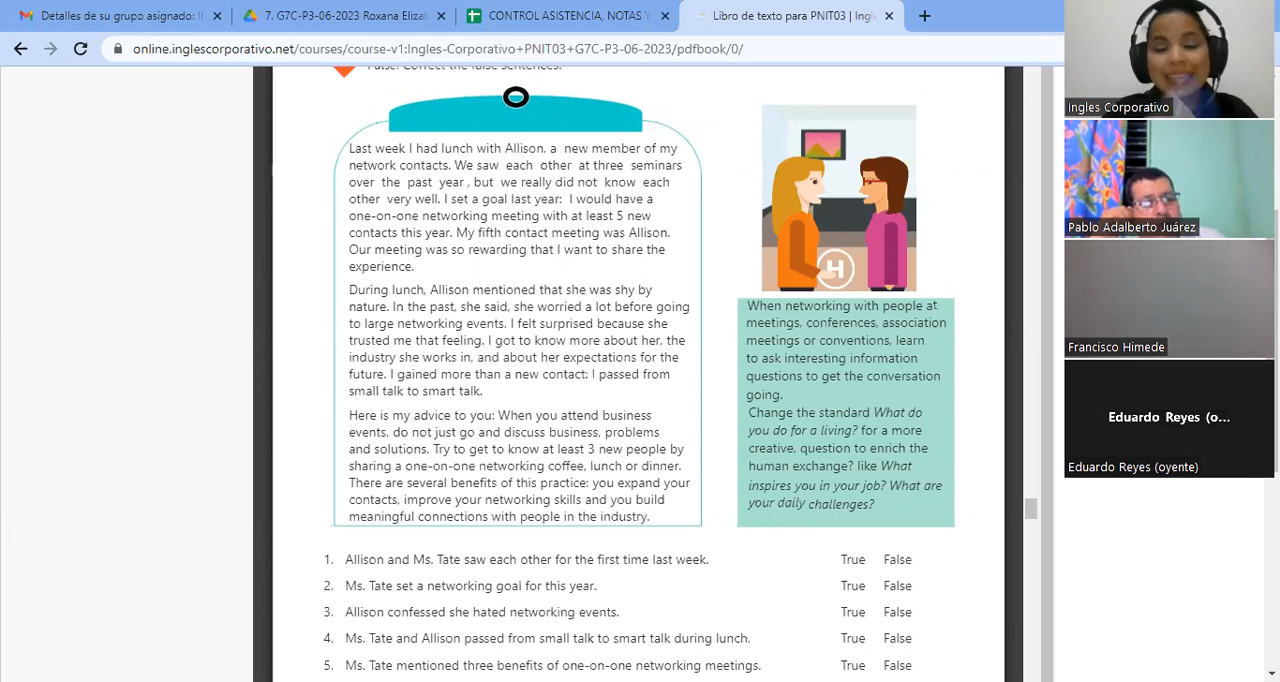 Detalles de su grupo asignado: II
7. G7C-P3-06-2023 Roxana Elizab
CONTROL ASISTENCIA, NOTAS Y
Libro de texto para PNIT03 | Ingle
online.inglescorporativo.net/courses/course-v1:Ingles-Corporativo+PNIT03+G7C-P3-06-2023/pdfbook/0/
False. Correct the false sentences.
Last week I had lunch with Allison, a new member of my
network contacts. We saw each other at three seminars
over the past year, but we really did not know each
other very well. I set a goal last year: I would have a
one-on-one networking meeting with at least 5 new
My fifth contact meeting was Allison.
Our meeting was so rewarding that I want to share the
experience.
During lunch, Allison mentioned that she was shy by
nature. In the past, she said, she worried a lot before going
to large networking events. I felt surprised because she
trusted me that feeling. I got to know more about her, the
industry she works in, and about her expectations for the
future. I gained more than a new contact: I passed from
small talk to smart talk.
Here is my advice to you: When you attend business
events, do not just go and discuss business, problems
and solutions. Try to get to know at least 3 new people by
sharing a one-on-one networking coffee, lunch or dinner.
There are several benefits of this practice: you expand your
contacts, improve your networking skills and you build
meaningful connections with people in the industry.
When networking with people at
meetings, conferences, association
meetings or conventions, learn
to ask interesting information
questions to get the conversation
going.
Change the standard What do
you do for a living? for a more
creative, question to enrich the
human exchange? like What
inspires you in your job? What are
your daily challenges?
1. Allison and Ms. Tate saw each other for the first time last week. True False
2. Ms. Tate set a networking goal for this year. True False
3. Allison confessed she hated networking events. True False
4. Ms. Tate and Allison passed from small talk to smart talk during lunch. True False
5. Ms. Tate mentioned three benefits of one-on-one networking meetings. True False
Ingles Corporativo
Pablo Adalberto Juárez
Francisco Himede
Eduardo Reyes (o...
Eduardo Reyes (oyente)